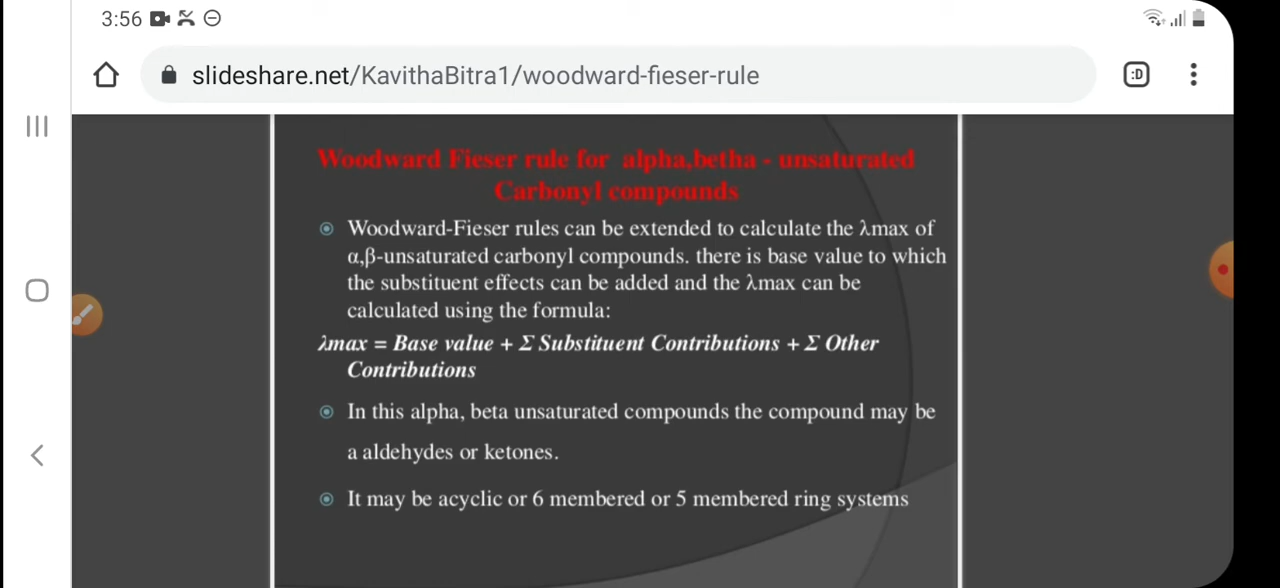 3:56
slideshare.net/KavithaBitra1/woodward-fieser-rule
:D
Woodward Fieser rule for alpha,betha - unsaturated
Carbonyl compounds
Woodward-Fieser rules can be extended to calculate the λmax of
α,β-unsaturated carbonyl compounds. there is base value to which
the substituent effects can be added and the λmax can be
calculated using the formula:
λmax = Base value + Σ Substituent Contributions + Σ Other
Contributions
In this alpha, beta unsaturated compounds the compound may be
a aldehydes or ketones.
It may be acyclic or 6 membered or 5 membered ring systems